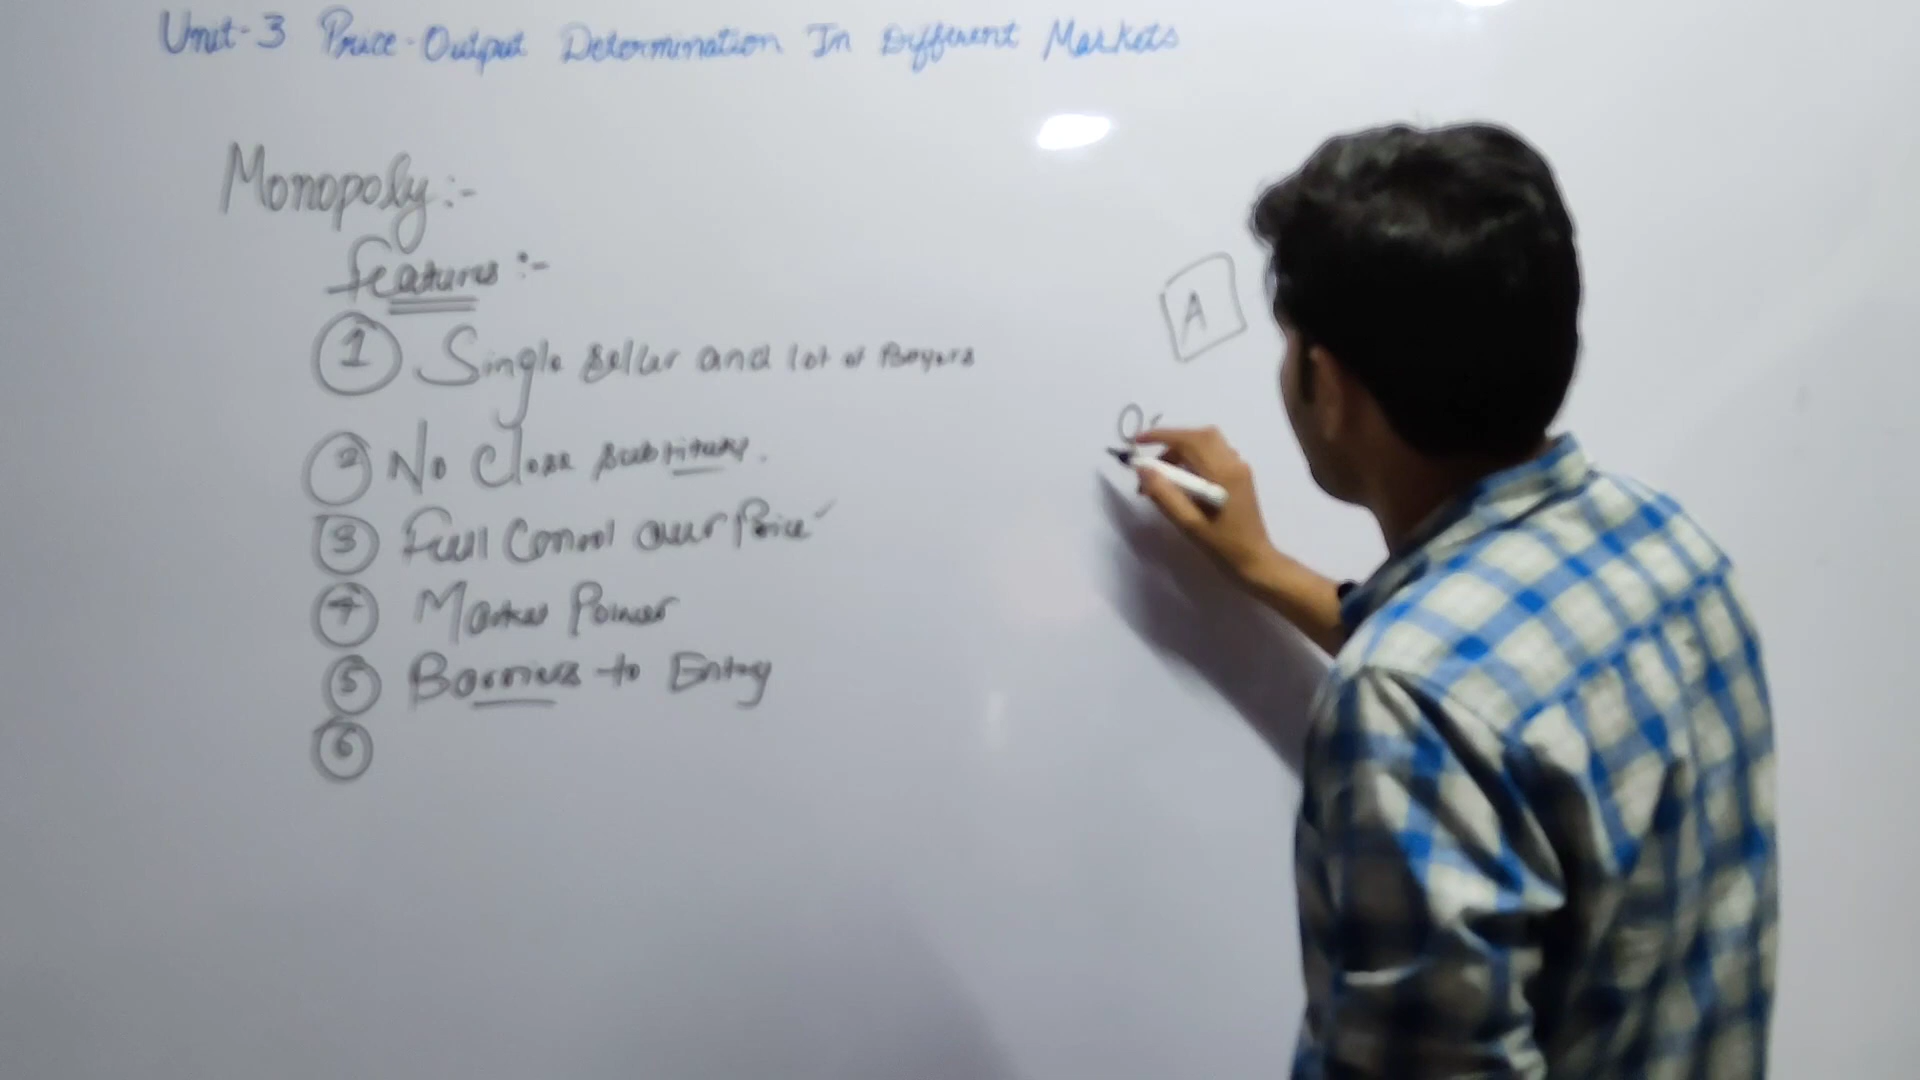 Unit-3 Price-Output Determination In Different Markets
Monopoly:-
Features:-
1 Single seller and lot of Buyers
2 No Close substitute.
3 Full Conrol over Price
4 Market Power
5 Barriers to Entry
6
A